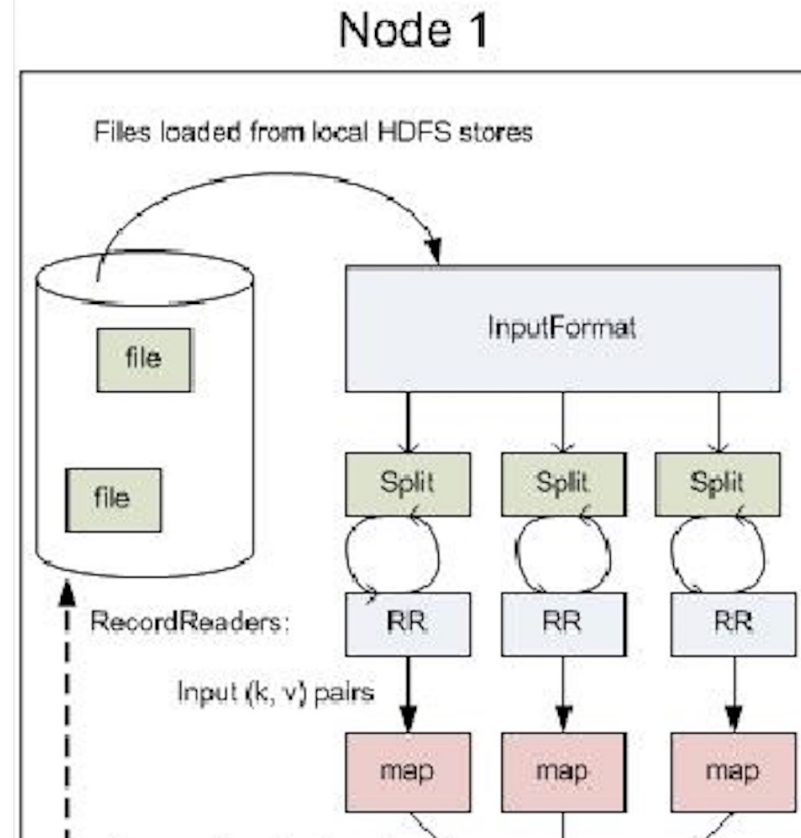 Node 1
Files loaded from local HDFS stores
InputFormat
file
file
Split Split Split
RecordReaders: RR RR RR
Input (k, v) pairs
map map map